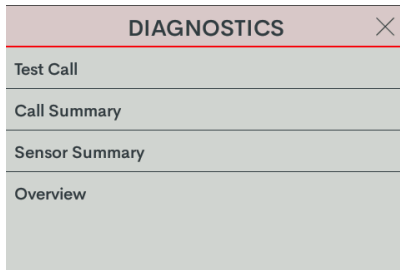 DIAGNOSTICS
Test Call
Call Summary
Sensor Summary
Overview